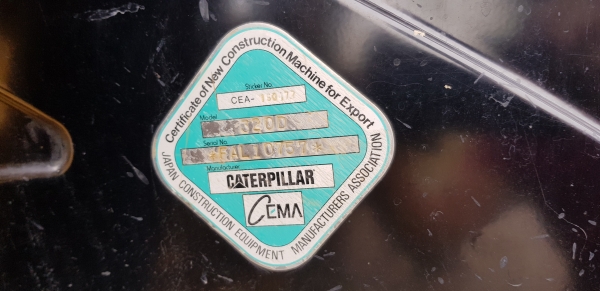 Certificate of New Construction Machine for Export
Sticker No.
CEA-
Model
320D
Serial No.
Manufacturer
CATERPILLAR
CEMA
JAPAN CONSTRUCTION EQUIPMENT MANUFACTURERS ASSOCIATION